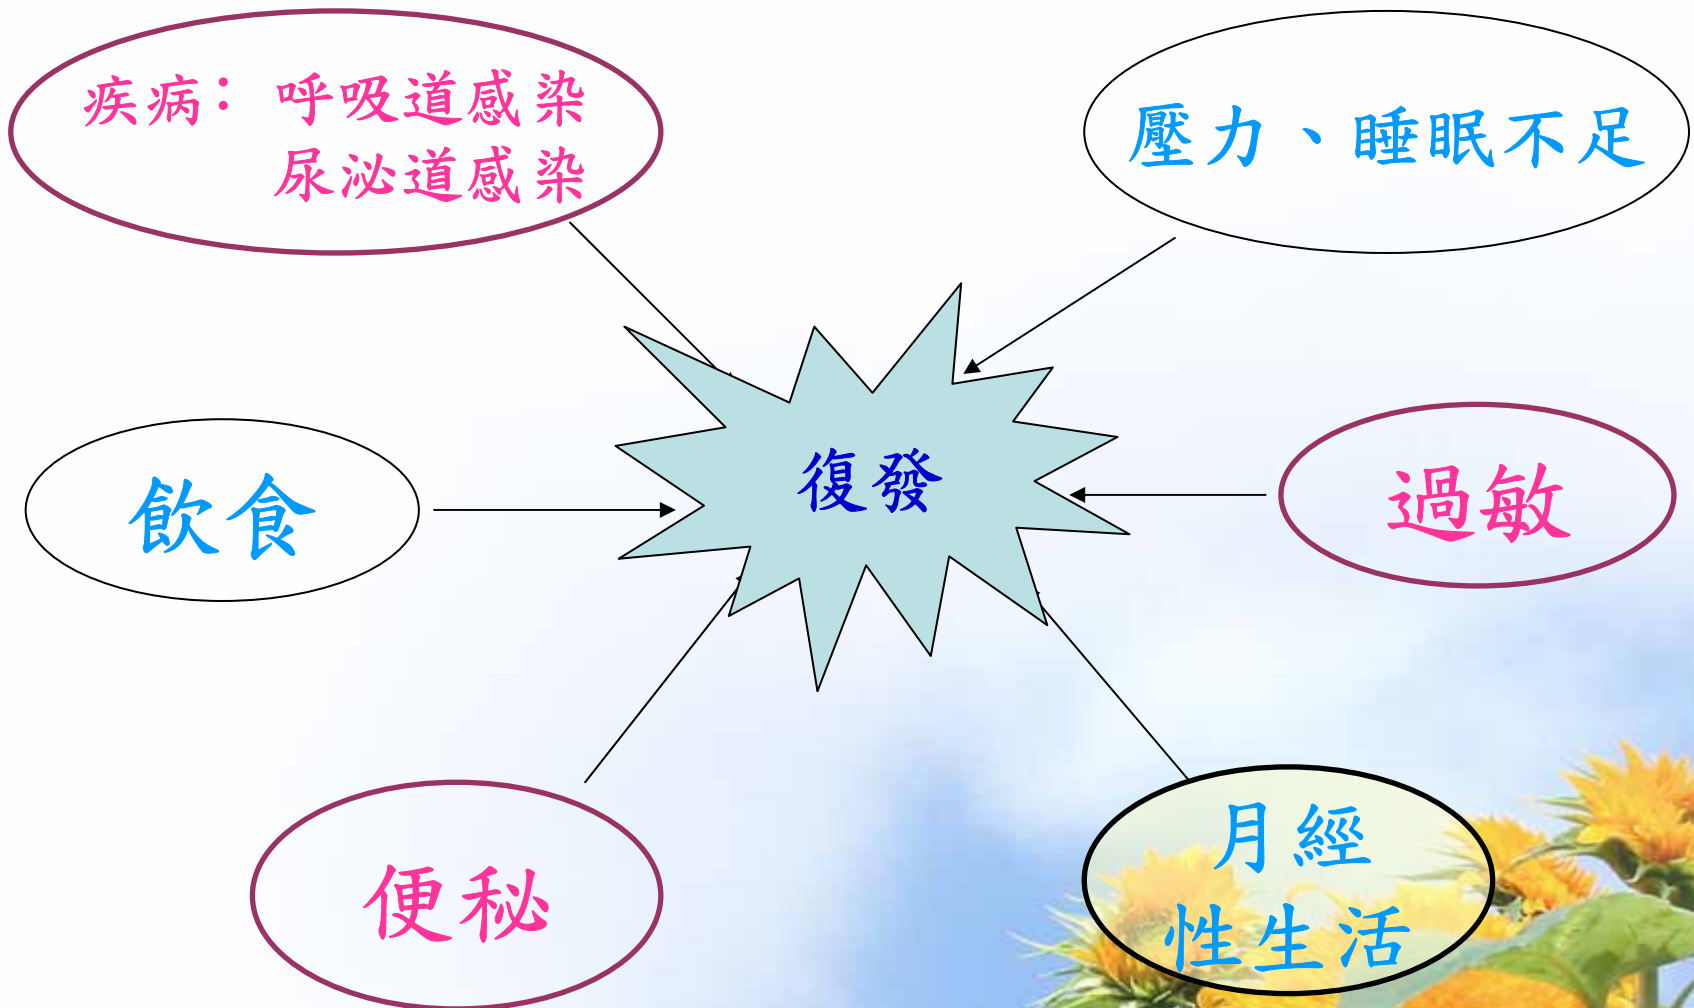 疾病：呼吸道感染
尿泌道感染
壓力、睡眠不足
復發
過敏
飲食
便秘
月經
性生活